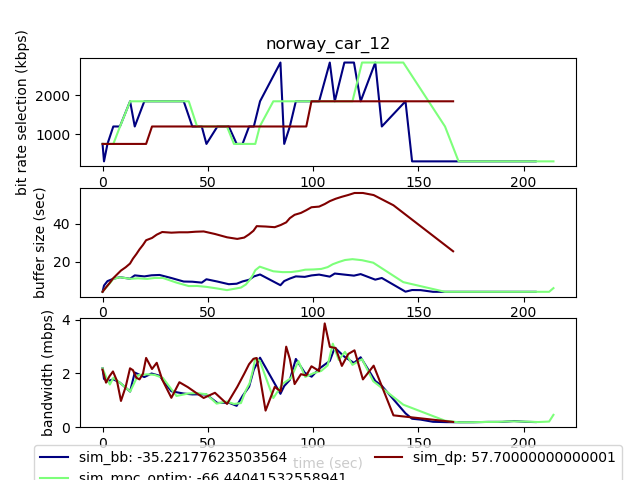 norway_car_12
bit rate selection (kbps)
2000
1000
0 50 100 150 200
buffer size (sec)
40
20
0 50 100 150 200
bandwidth (mbps)
4
2
0
0 50 100 150 200
time (sec)
sim_bb: -35.22177623503564
sim_dp: 57.70000000000001
sim_mpc_optim: -66.44041532558941